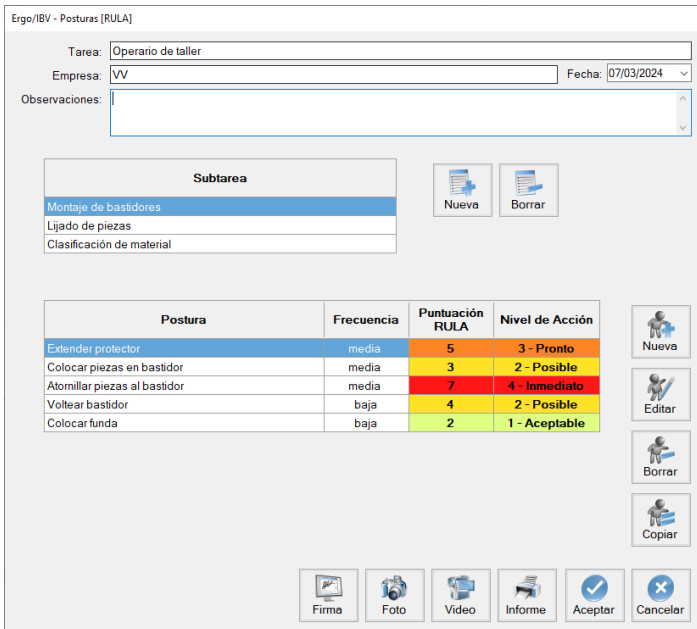 Ergo/IBV - Posturas [RULA]
Tarea: Operario de taller
Empresa: VV Fecha: 07/03/2024
Observaciones:
Subtarea
Montaje de bastidores
Lijado de piezas
Clasificación de material
Nueva Borrar
Postura Frecuencia Puntuación RULA Nivel de Acción
Extender protector media 5 3 - Pronto
Colocar piezas en bastidor media 3 2 - Posible
Atornillar piezas al bastidor media 7 4 - Inmediato
Voltear bastidor baja 4 2 - Posible
Colocar funda baja 2 1 - Aceptable
Nueva
Editar
Borrar
Copiar
Firma Foto Video Informe Aceptar Cancelar